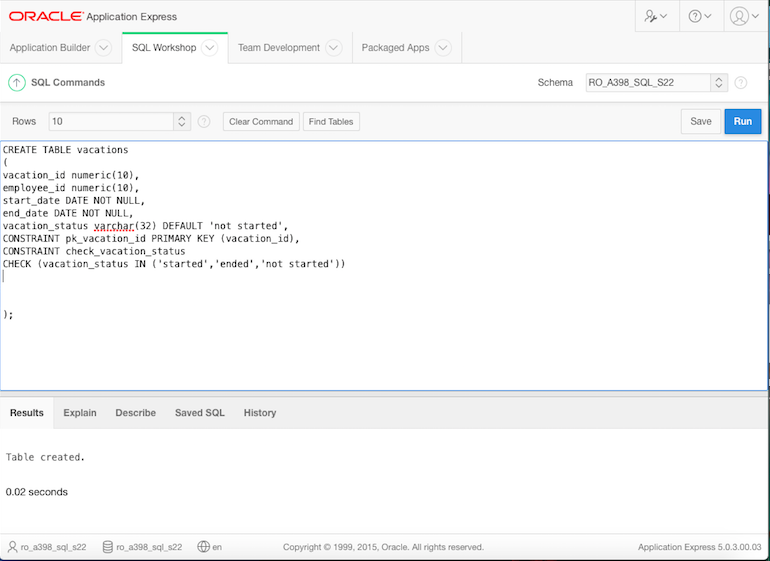 ORACLE® Application Express
Application Builder SQL Workshop Team Development Packaged Apps
SQL Commands Schema RO_A398_SQL_S22
Rows 10 Clear Command Find Tables Save Run
CREATE TABLE vacations
(
vacation_id numeric(10),
employee_id numeric(10),
start_date DATE NOT NULL,
end_date DATE NOT NULL,
vacation_status varchar(32) DEFAULT 'not started',
CONSTRAINT pk_vacation_id PRIMARY KEY (vacation_id),
CONSTRAINT check_vacation_status
CHECK (vacation_status IN ('started','ended','not started'))
);
Results Explain Describe Saved SQL History
Table created.
0.02 seconds
ro_a398_sql_s22 ro_a398_sql_s22 en Copyright © 1999, 2015, Oracle. All rights reserved. Application Express 5.0.3.00.03